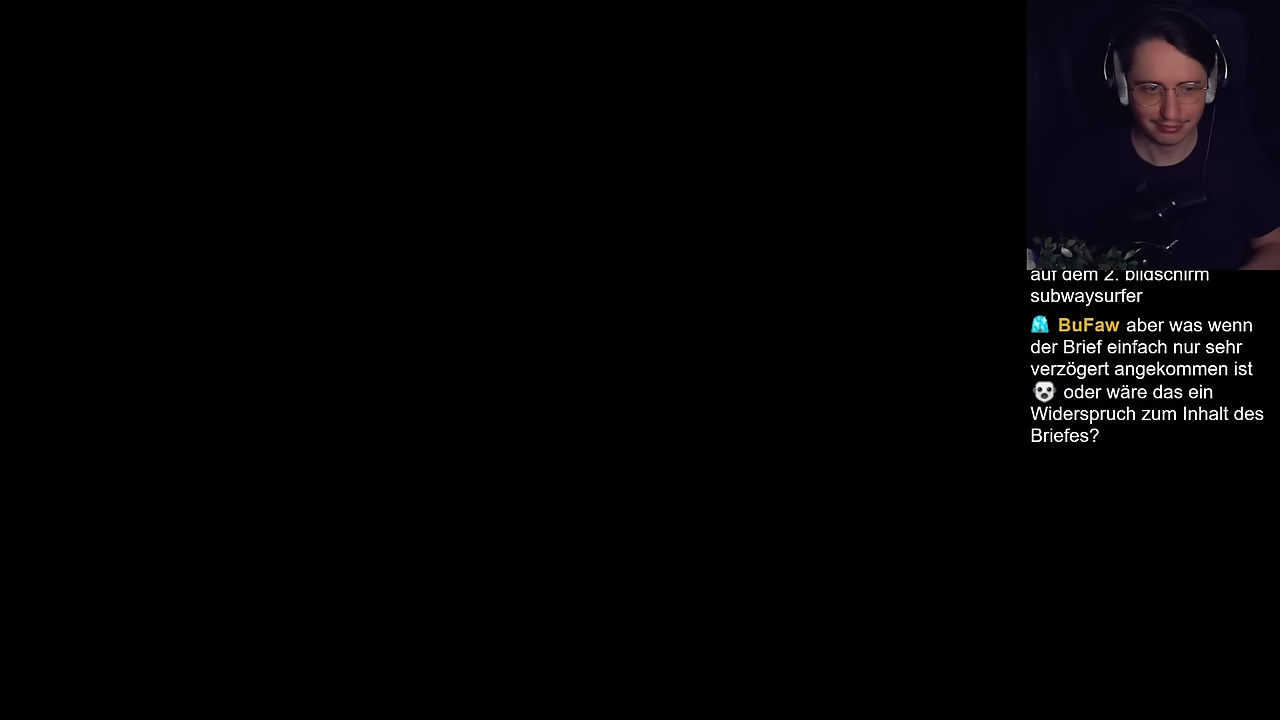 auf dem 2. bildschirm
subwaysurfer
BuFaw aber was wenn
der Brief einfach nur sehr
verzögert angekommen ist
oder wäre das ein
Widerspruch zum Inhalt des
Briefes?